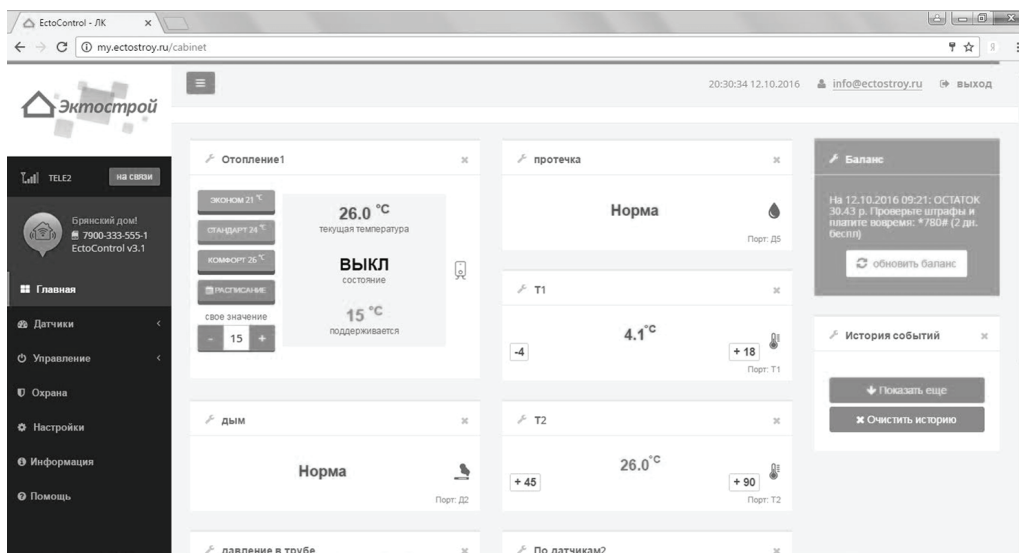 EctoControl - ЛК
my.ectostroy.ru/cabinet
Эктострой
20:30:34 12.10.2016 info@ectostroy.ru выход
TELE2 на связи
Брянский дом!
7900-333-555-1
EctoControl v3.1
Главная
Датчики
Управление
Охрана
Настройки
Информация
Помощь
Отопление1
ЭКОНОМ 21 °C
СТАНДАРТ 24 °C
КОМФОРТ 26 °C
РАСПИСАНИЕ
свое значение
- 15 +
26.0 °C
текущая температура
ВЫКЛ
состояние
15 °C
поддерживается
дым
Норма
Порт: Д2
давление в трубе
протечка
Норма
Порт: Д5
T1
4.1°C
-4
+ 18
Порт: T1
T2
26.0°C
+ 45
+ 90
Порт: T2
По датчикам2
Баланс
На 12.10.2016 09:21: ОСТАТОК
30.43 р. Проверьте штрафы и
платите вовремя: *780# (2 дн.
беспл)
обновить баланс
История событий
Показать еще
Очистить историю